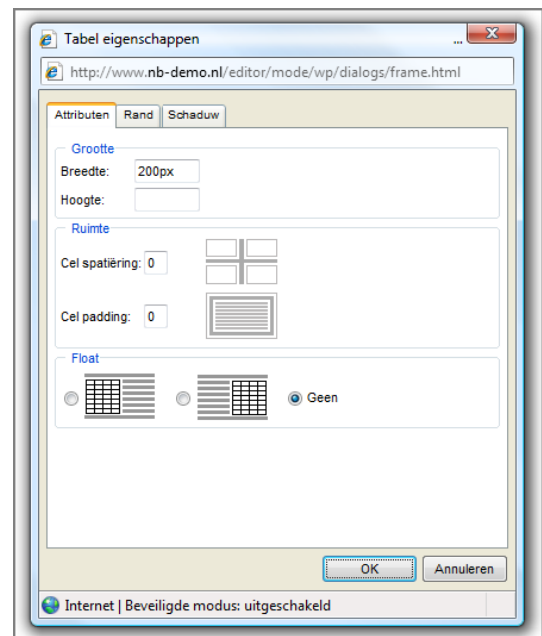 Tabel eigenschappen ...
http://www.nb-demo.nl/editor/mode/wp/dialogs/frame.html
Attributen Rand Schaduw
Grootte
Breedte: 200px
Hoogte:
Ruimte
Cel spatiëring: 0
Cel padding: 0
Float
Geen
OK Annuleren
Internet | Beveiligde modus: uitgeschakeld